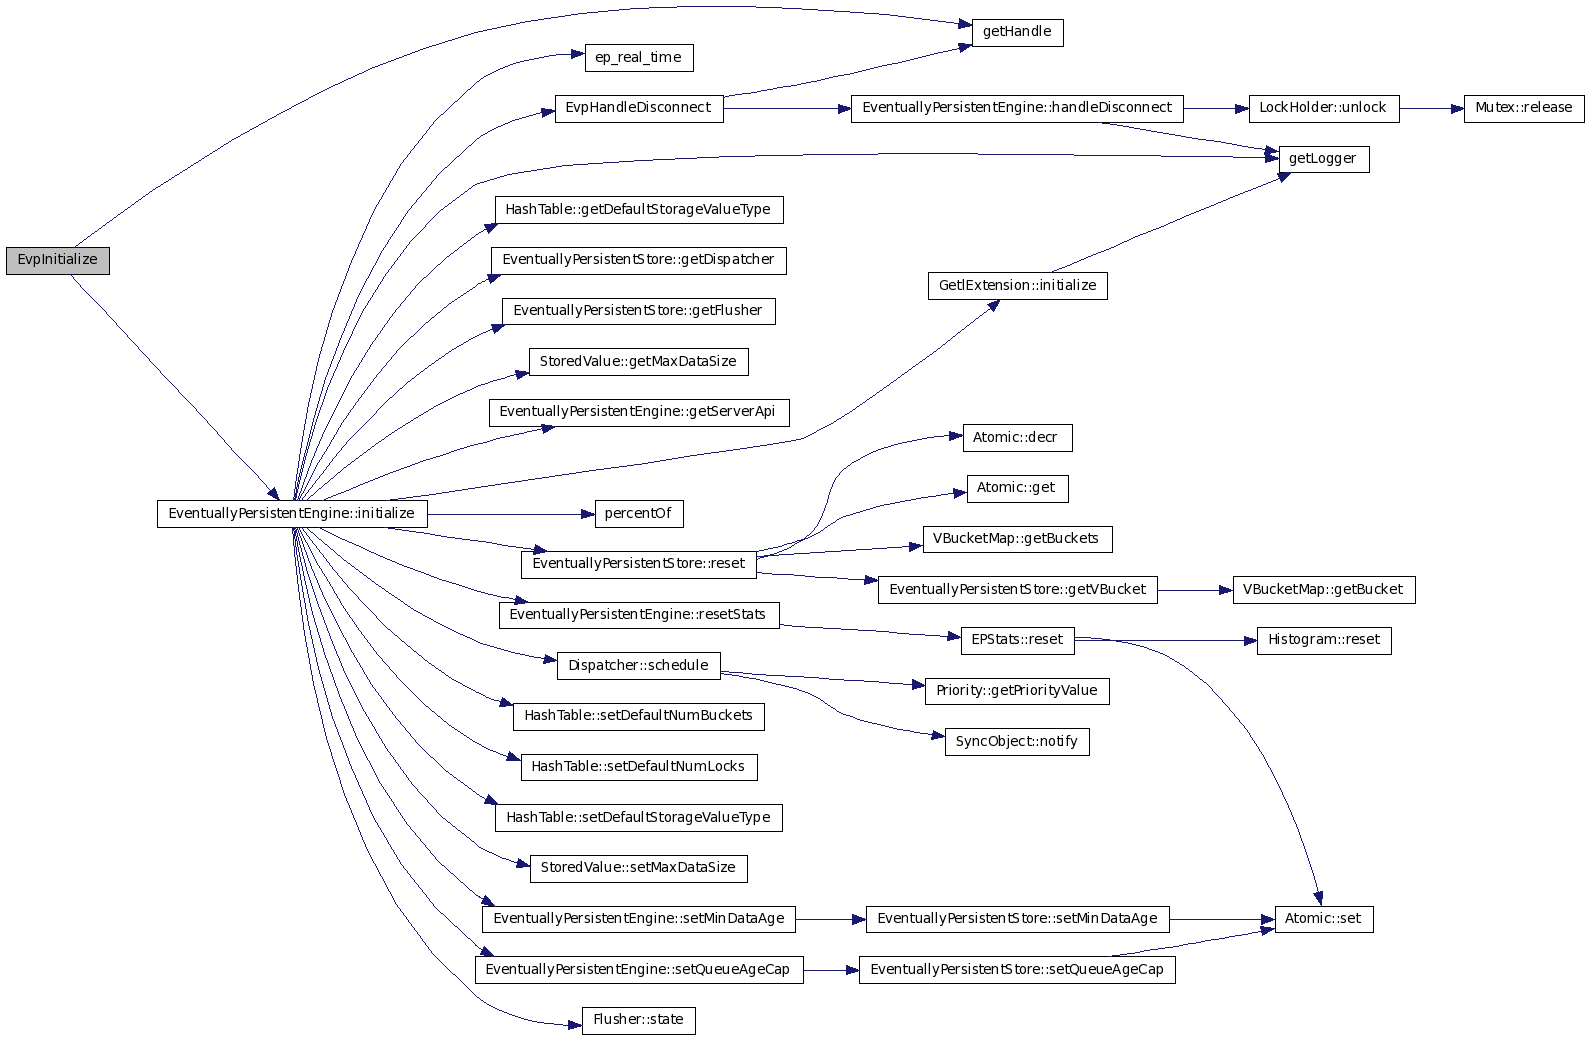 getHandle
ep_real_time
EvpHandleDisconnect
EventuallyPersistentEngine::handleDisconnect
LockHolder::unlock
Mutex::release
getLogger
HashTable::getDefaultStorageValueType
EvpInitialize
EventuallyPersistentStore::getDispatcher
GetlExtension::initialize
EventuallyPersistentStore::getFlusher
StoredValue::getMaxDataSize
EventuallyPersistentEngine::getServerApi
Atomic::decr
Atomic::get
EventuallyPersistentEngine::initialize
percentOf
VBucketMap::getBuckets
EventuallyPersistentStore::reset
EventuallyPersistentStore::getVBucket
VBucketMap::getBucket
EventuallyPersistentEngine::resetStats
EPStats::reset
Histogram::reset
Dispatcher::schedule
Priority::getPriorityValue
HashTable::setDefaultNumBuckets
SyncObject::notify
HashTable::setDefaultNumLocks
HashTable::setDefaultStorageValueType
StoredValue::setMaxDataSize
EventuallyPersistentEngine::setMinDataAge
EventuallyPersistentStore::setMinDataAge
Atomic::set
EventuallyPersistentEngine::setQueueAgeCap
EventuallyPersistentStore::setQueueAgeCap
Flusher::state